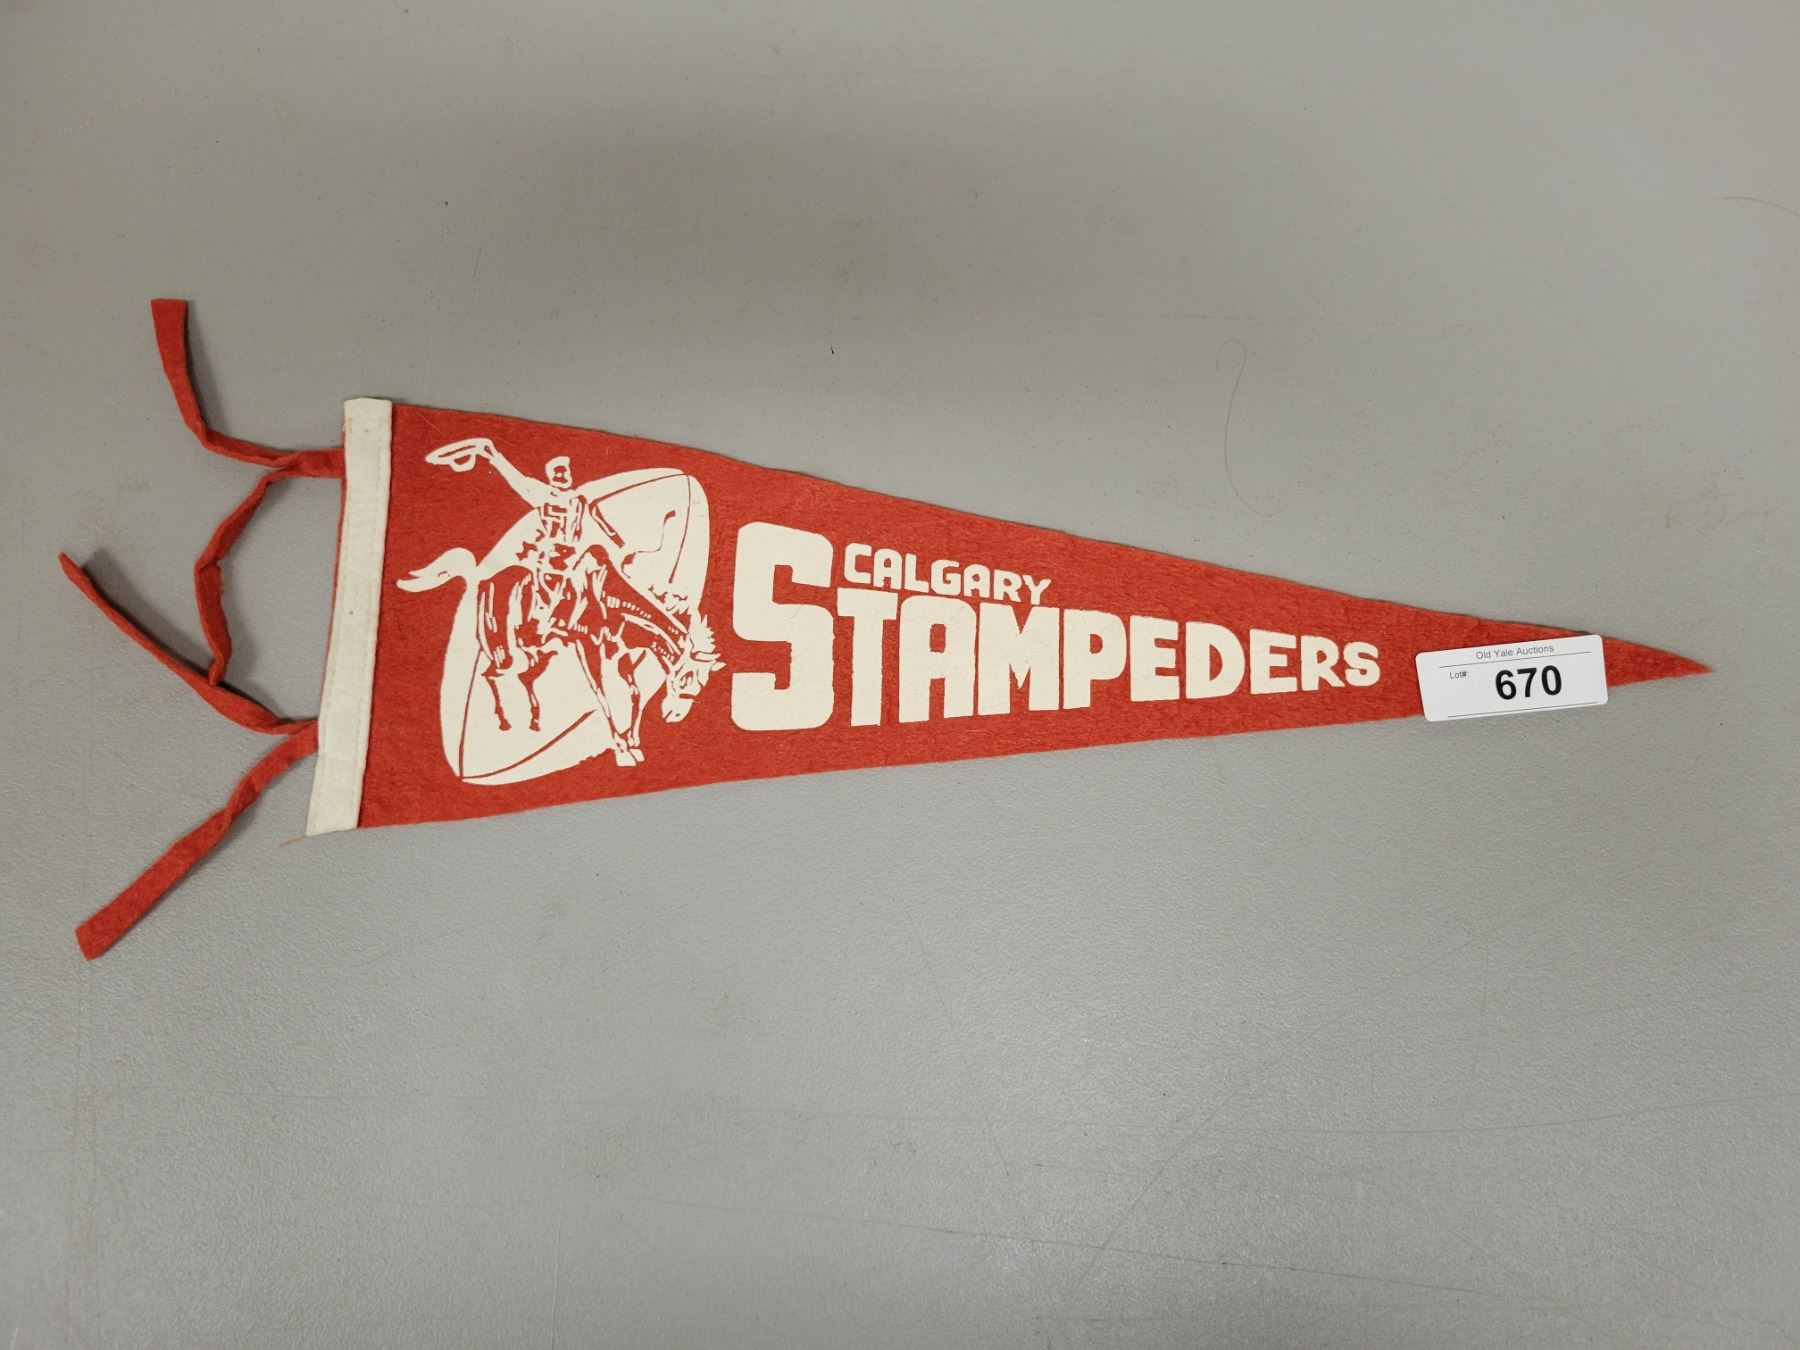 CALGARY
STAMPEDERS
Old Yale Auctions
Lot#: 670